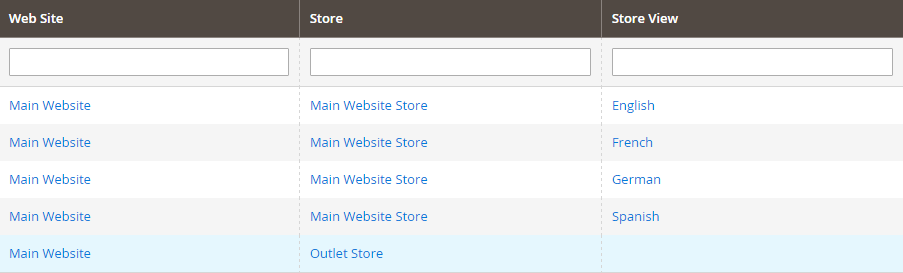 Web Site Store Store View
Main Website Main Website Store English
Main Website Main Website Store French
Main Website Main Website Store German
Main Website Main Website Store Spanish
Main Website Outlet Store